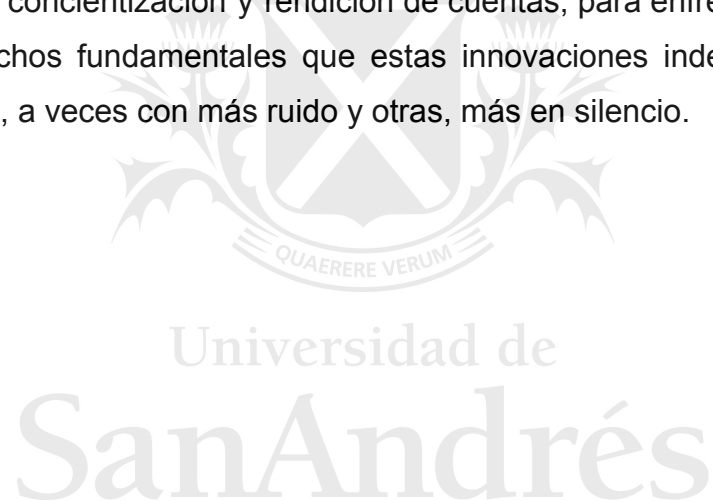 concientización y rendición de cuentas, para enfre
chos fundamentales que estas innovaciones inde
, a veces con más ruido y otras, más en silencio.
QUAERERE VERUM
Universidad de
SanAndrés